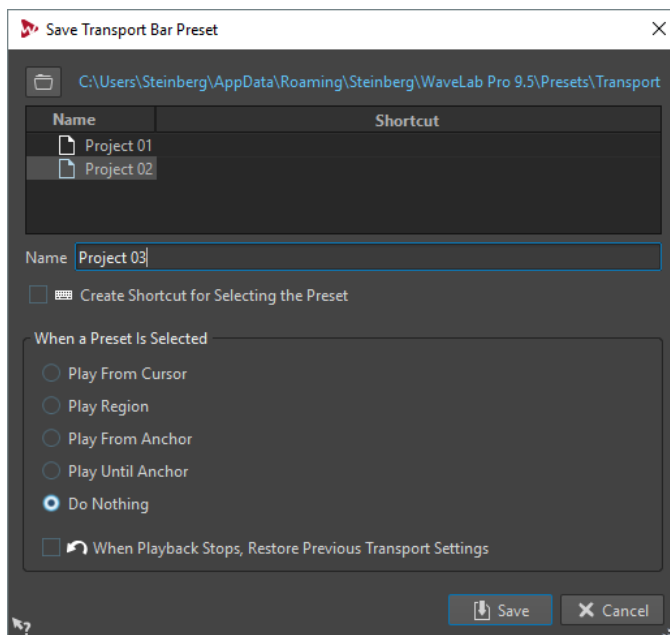 Save Transport Bar Preset
C:\Users\Steinberg\AppData\Roaming\Steinberg\WaveLab Pro 9.5\Presets\Transport
Name Shortcut
Project 01
Project 02
Name Project 03
Create Shortcut for Selecting the Preset
When a Preset Is Selected
Play From Cursor
Play Region
Play From Anchor
Play Until Anchor
Do Nothing
When Playback Stops, Restore Previous Transport Settings
Save Cancel
?